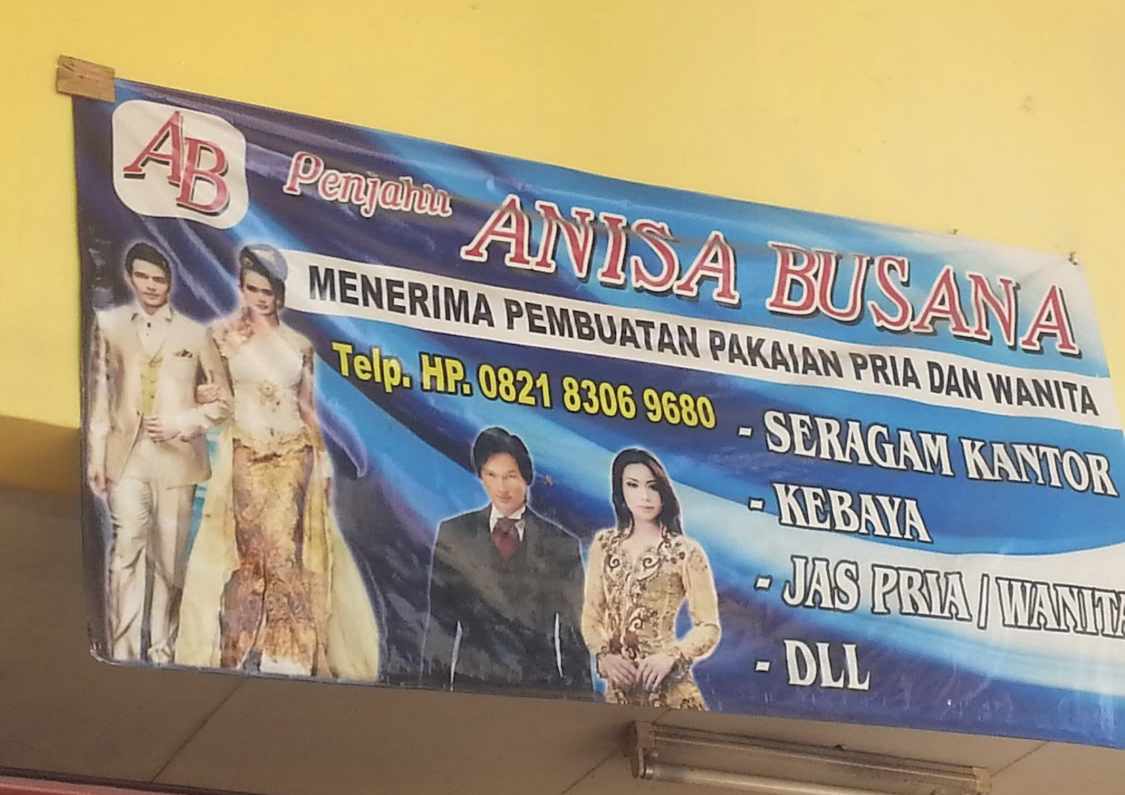 AB
Penjahit
ANISA BUSANA
MENERIMA PEMBUATAN PAKAIAN PRIA DAN WANITA
Telp. HP. 0821 8306 9680
- SERAGAM KANTOR
- KEBAYA
- JAS PRIA / WANITA
- DLL